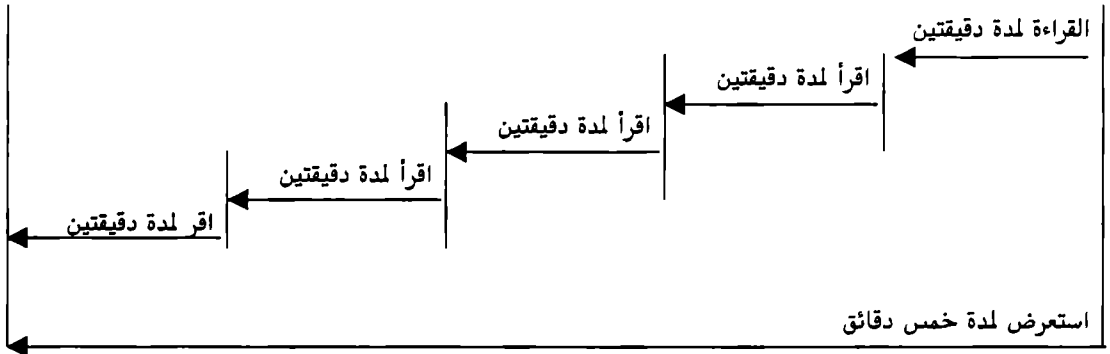 القراءة لمدة دقيقتين
اقرأ لمدة دقيقتين
اقرأ لمدة دقيقتين
اقرأ لمدة دقيقتين
اقر لمدة دقيقتين
استعرض لمدة خمس دقائق